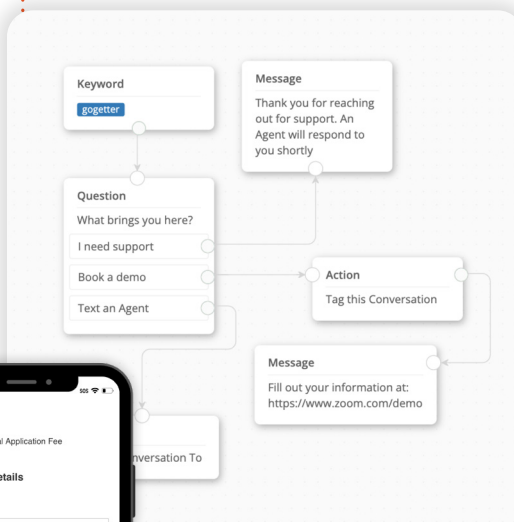 Keyword
gogetter
Message
Thank you for reaching
out for support. An
Agent will respond to
you shortly
Question
What brings you here?
I need support
Book a demo
Text an Agent
Action
Tag this Conversation
Message
Fill out your information at:
https://www.zoom.com/demo
To
SOS
Application Fee